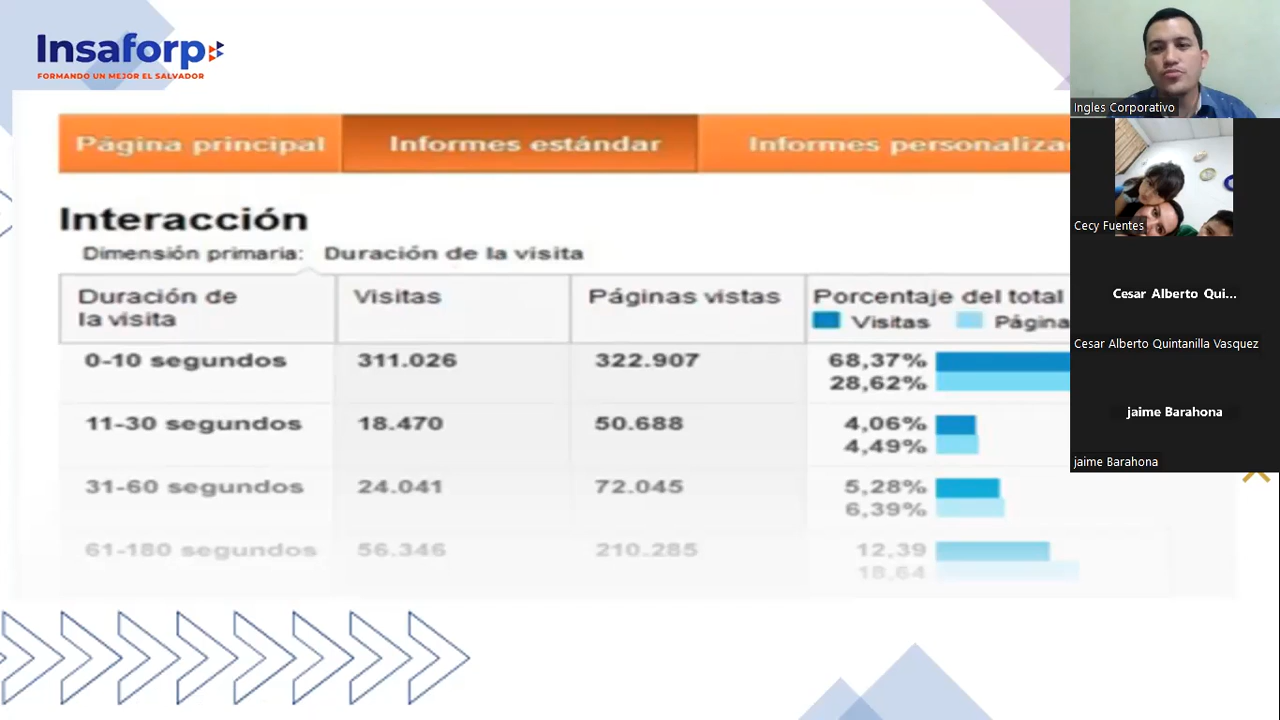 Insaforp
FORMANDO UN MEJOR EL SALVADOR
Página principal
Informes estándar
Informes personaliza
Interacción
Dimensión primaria: Duración de la visita
Duración de la visita
Visitas
Páginas vistas
Porcentaje del total
Visitas Página
0-10 segundos 311.026 322.907 68,37%
28,62%
11-30 segundos 18.470 50.688 4,06%
4,49%
31-60 segundos 24.041 72.045 5,28%
6,39%
61-180 segundos 56.346 210.285 12,39
18,64
Ingles Corporativo
Cecy Fuentes
Cesar Alberto Qui...
Cesar Alberto Quintanilla Vasquez
jaime Barahona
jaime Barahona